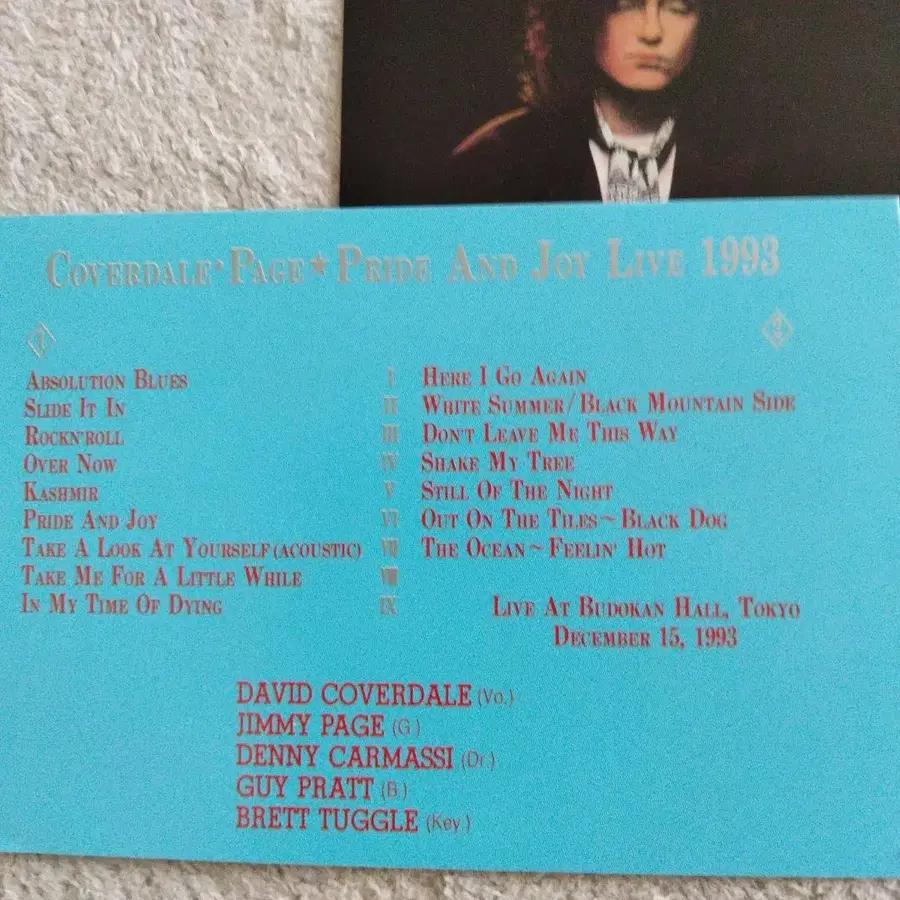 COVERDALE•PAGE★PRIDE AND JOY LIVE 1993
1
2
ABSOLUTION BLUES
SLIDE IT IN
ROCKN'ROLL
OVER NOW
KASHMIR
PRIDE AND JOY
TAKE A LOOK AT YOURSELF (ACOUSTIC)
TAKE ME FOR A LITTLE WHILE
IN MY TIME OF DYING
I HERE I GO AGAIN
II WHITE SUMMER/BLACK MOUNTAIN SIDE
III DON'T LEAVE ME THIS WAY
IV SHAKE MY TREE
V STILL OF THE NIGHT
VI OUT ON THE TILES~BLACK DOG
VII THE OCEAN~FEELIN' HOT
VIII
IX
LIVE AT BUDOKAN HALL, TOKYO
DECEMBER 15, 1993
DAVID COVERDALE (Vo.)
JIMMY PAGE (G.)
DENNY CARMASSI (Dr.)
GUY PRATT (B.)
BRETT TUGGLE (Key.)